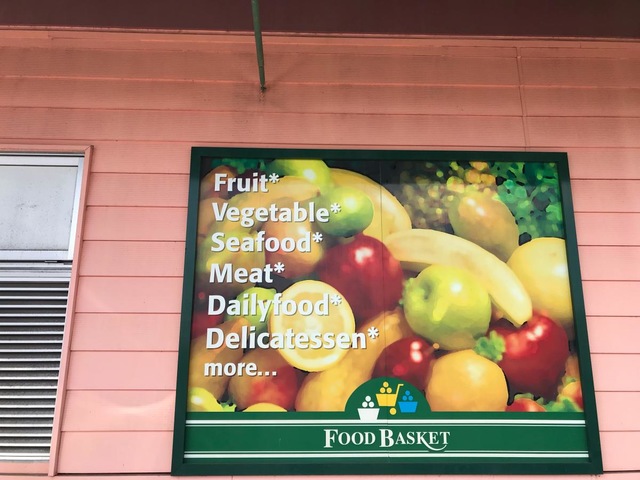 Fruit*
Vegetable*
Seafood*
Meat*
Dailyfood*
Delicatessen*
more...
FOOD BASKET